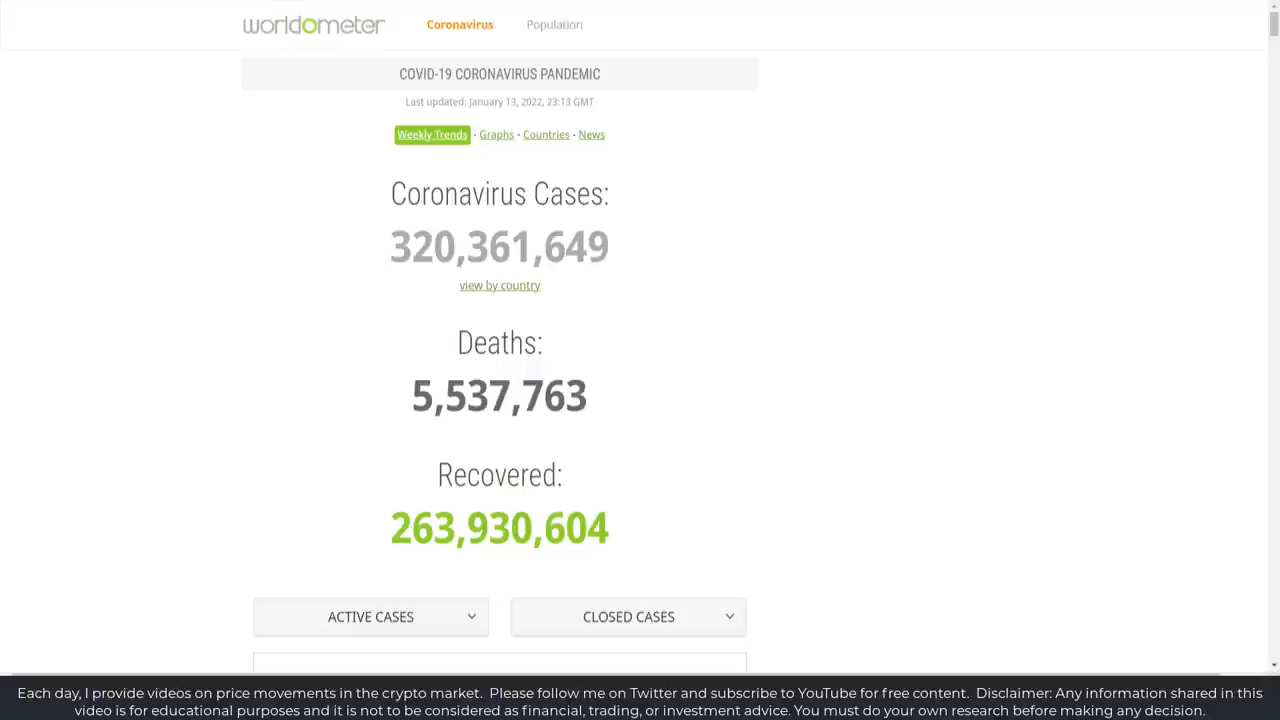 worldometer Coronavirus Population
COVID-19 CORONAVIRUS PANDEMIC
Last updated: January 13, 2022, 23:13 GMT
Weekly Trends · Graphs · Countries · News
Coronavirus Cases:
320,361,649
view by country
Deaths:
5,537,763
Recovered:
263,930,604
ACTIVE CASES CLOSED CASES
Each day, I provide videos on price movements in the crypto market. Please follow me on Twitter and subscribe to YouTube for free content. Disclaimer: Any information shared in this
video is for educational purposes and it is not to be considered as financial, trading, or investment advice. You must do your own research before making any decision.